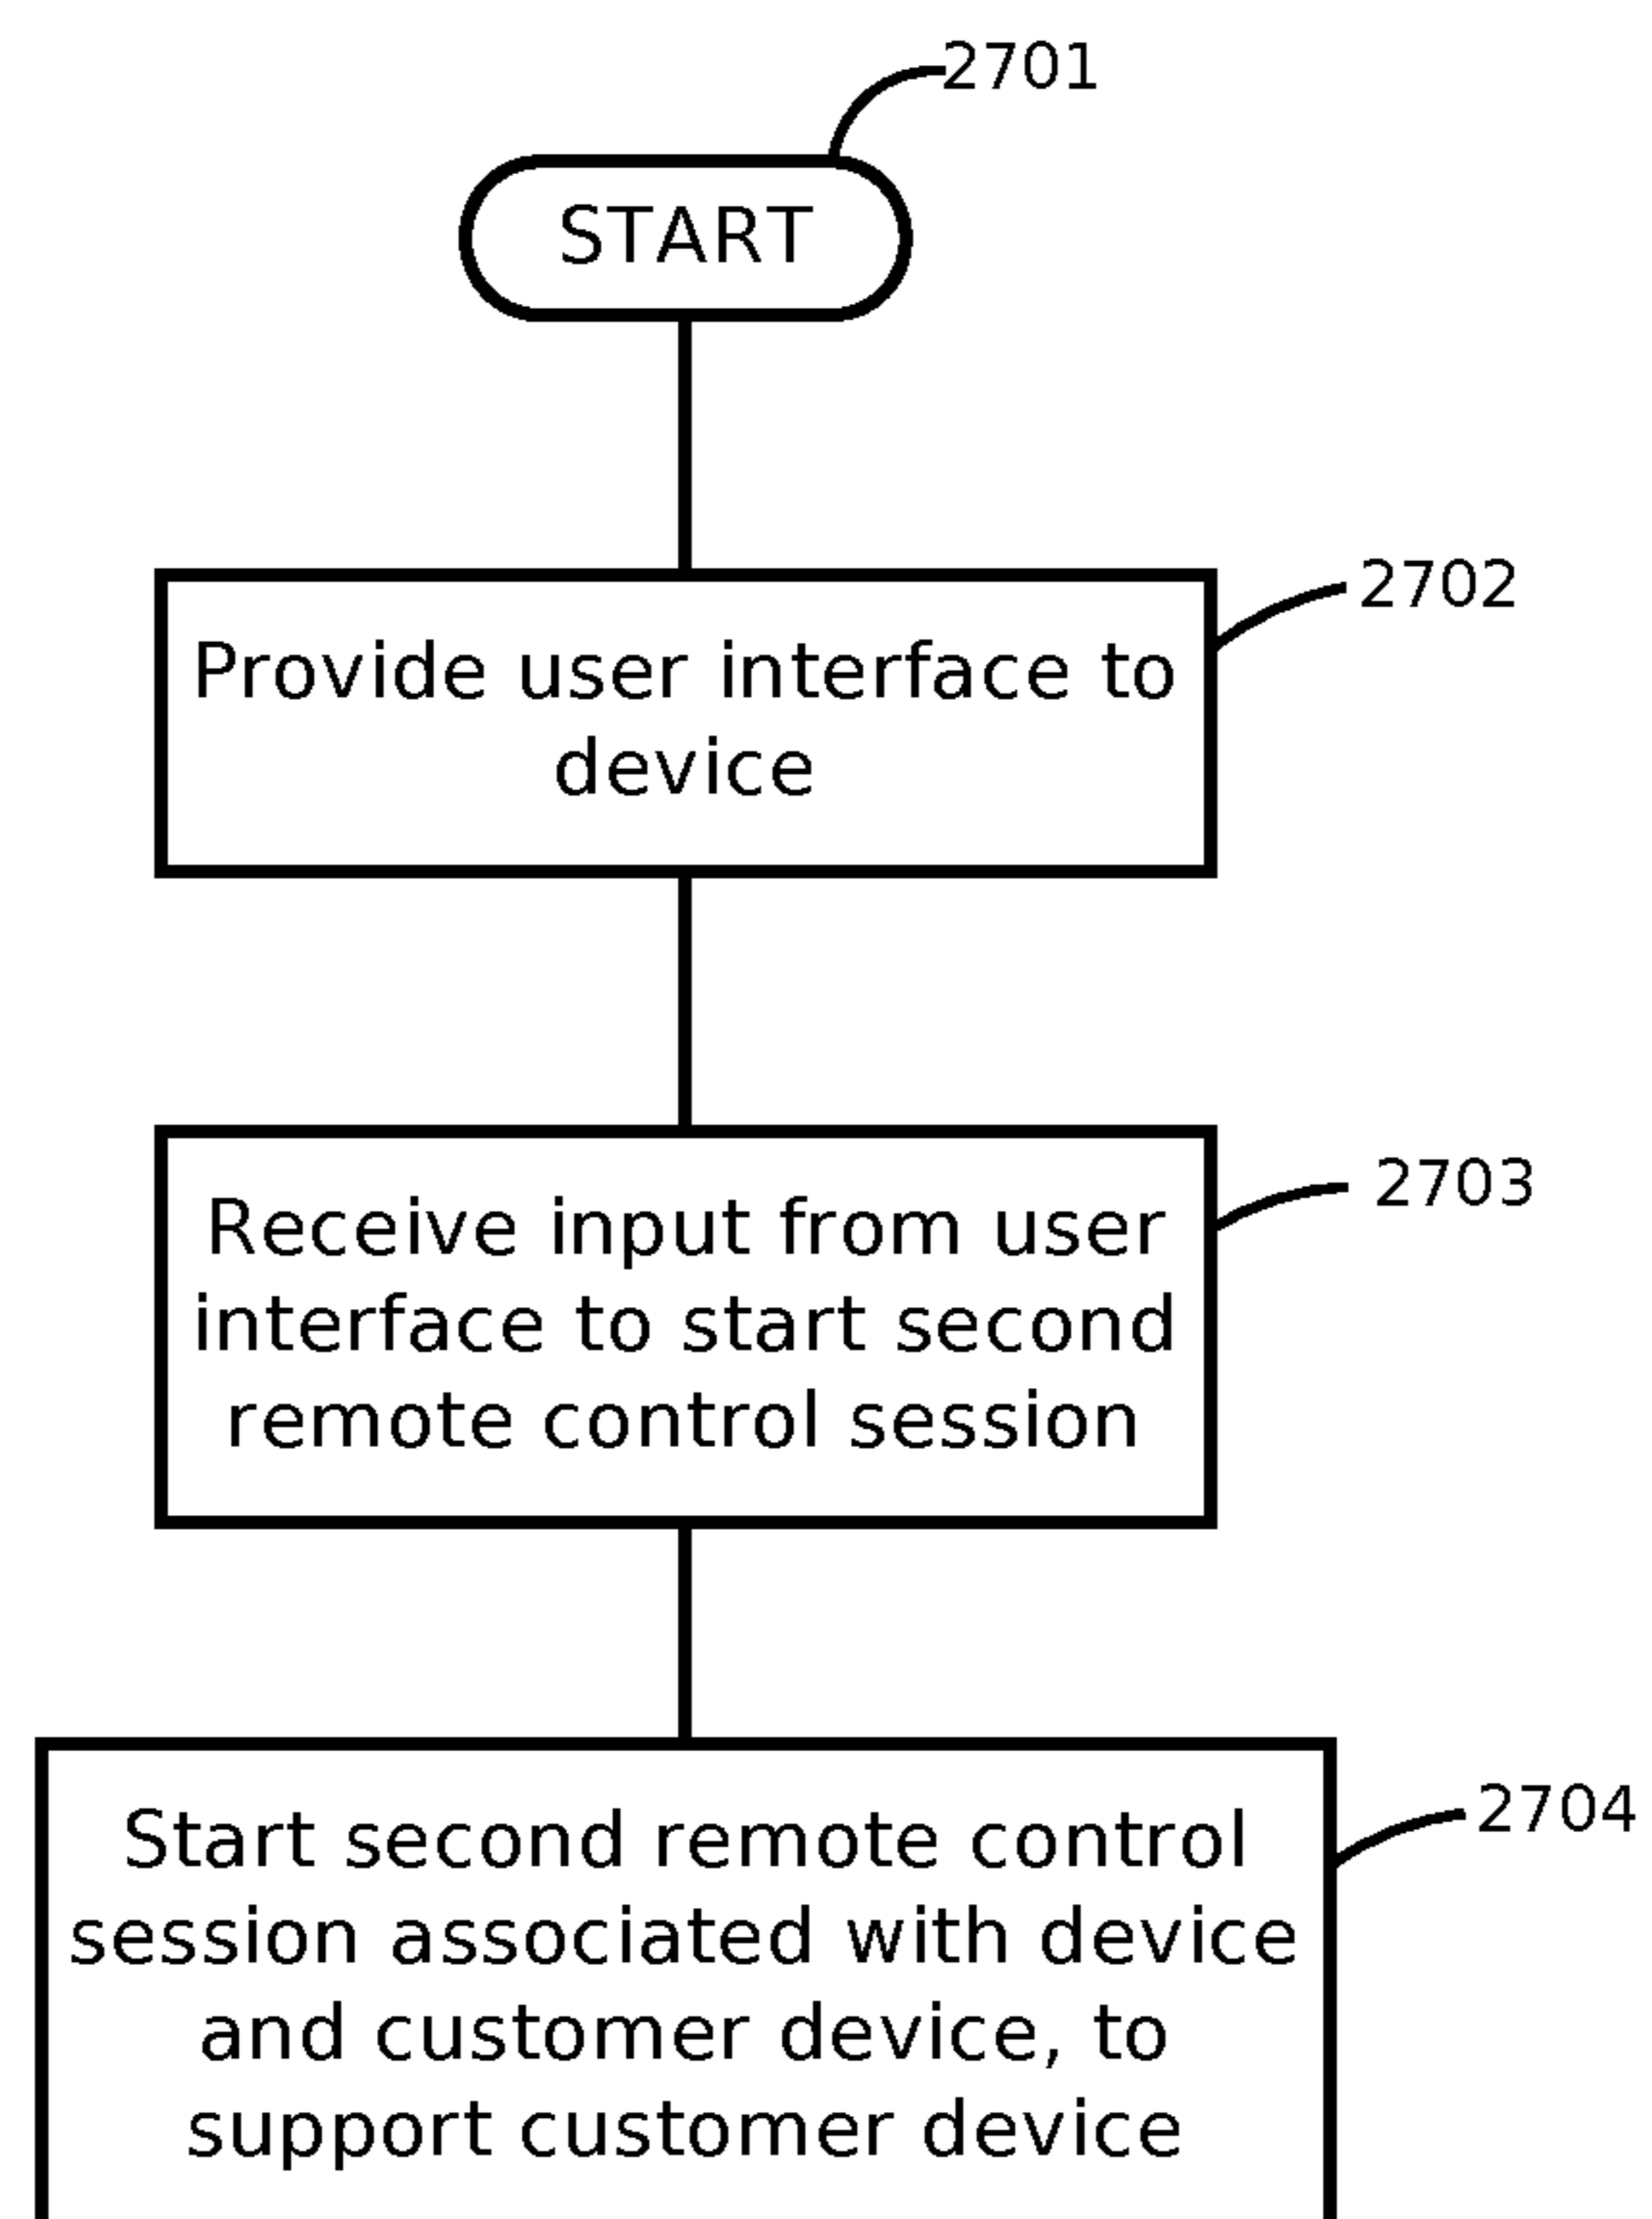 2701
START
2702
Provide user interface to
device
2703
Receive input from user
interface to start second
remote control session
2704
Start second remote control
session associated with device
and customer device, to
support customer device